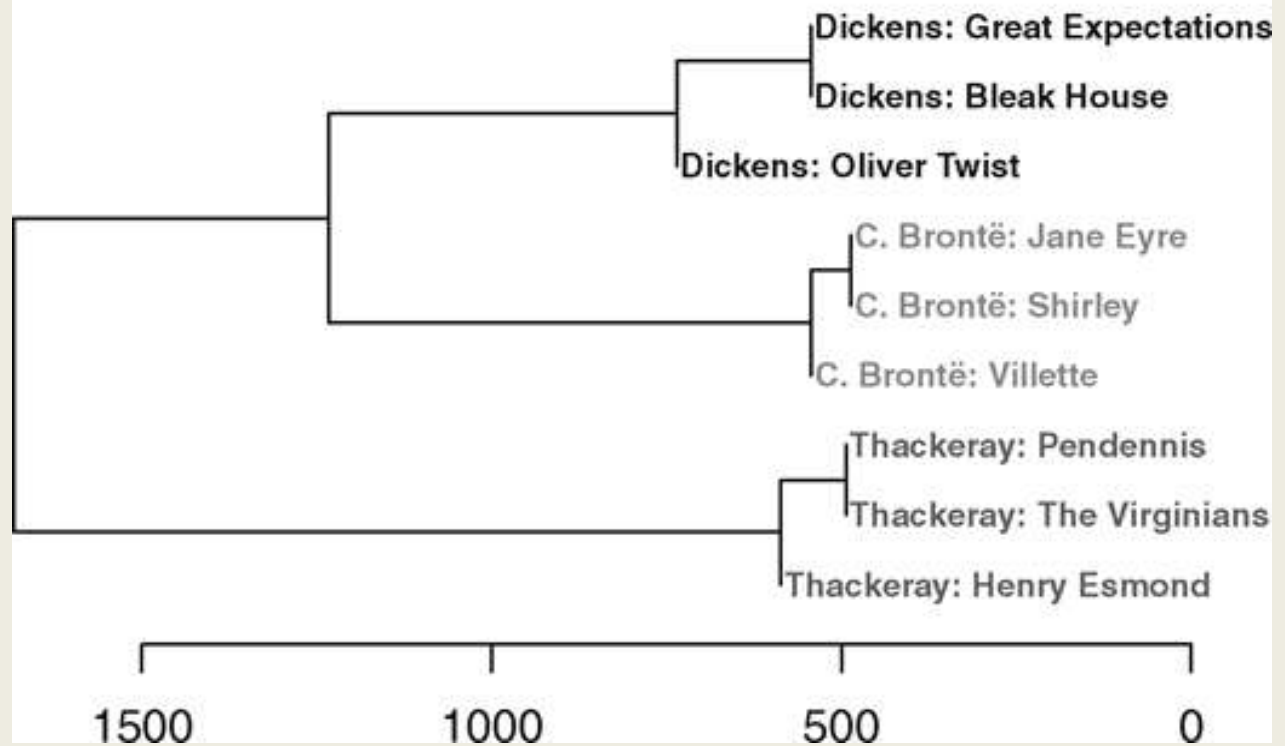 Dickens: Great Expectations
Dickens: Bleak House
Dickens: Oliver Twist
C. Brontë: Jane Eyre
C. Brontë: Shirley
C. Brontë: Villette
Thackeray: Pendennis
Thackeray: The Virginians
Thackeray: Henry Esmond
1500 1000 500 0